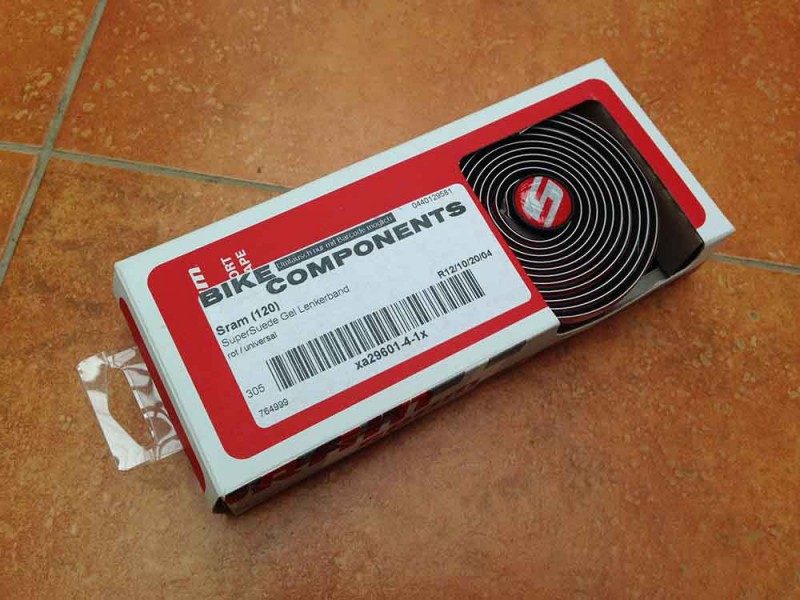 0440129581
Umtausch nur mit Barcode möglich
BIKE
COMPONENTS
Sram (120)
R12/10/20/04
SuperSuede Gel Lenkerband
rot / universal
305
xa29601-4-1x
764999